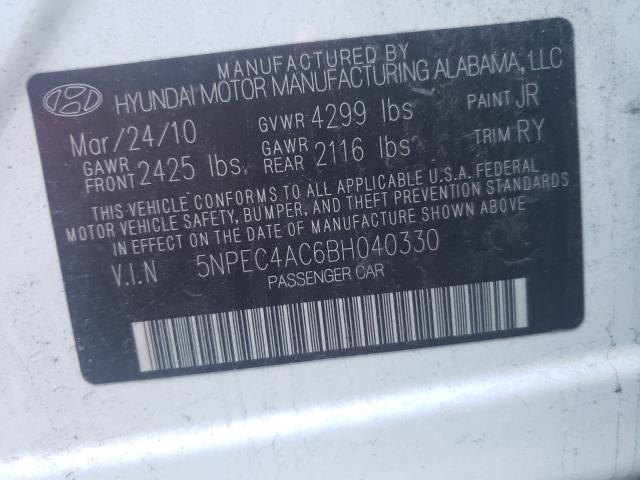 MANUFACTURED BY
HYUNDAI MOTOR MANUFACTURING ALABAMA, LLC
Mar/24/10 GVWR 4299 lbs PAINT JR
GAWR FRONT 2425 lbs. GAWR REAR 2116 lbs TRIM RY
THIS VEHICLE CONFORMS TO ALL APPLICABLE U.S.A. FEDERAL
MOTOR VEHICLE SAFETY, BUMPER, AND THEFT PREVENTION STANDARDS
IN EFFECT ON THE DATE OF MANUFACTURE SHOWN ABOVE
V.I.N 5NPEC4AC6BH040330
PASSENGER CAR